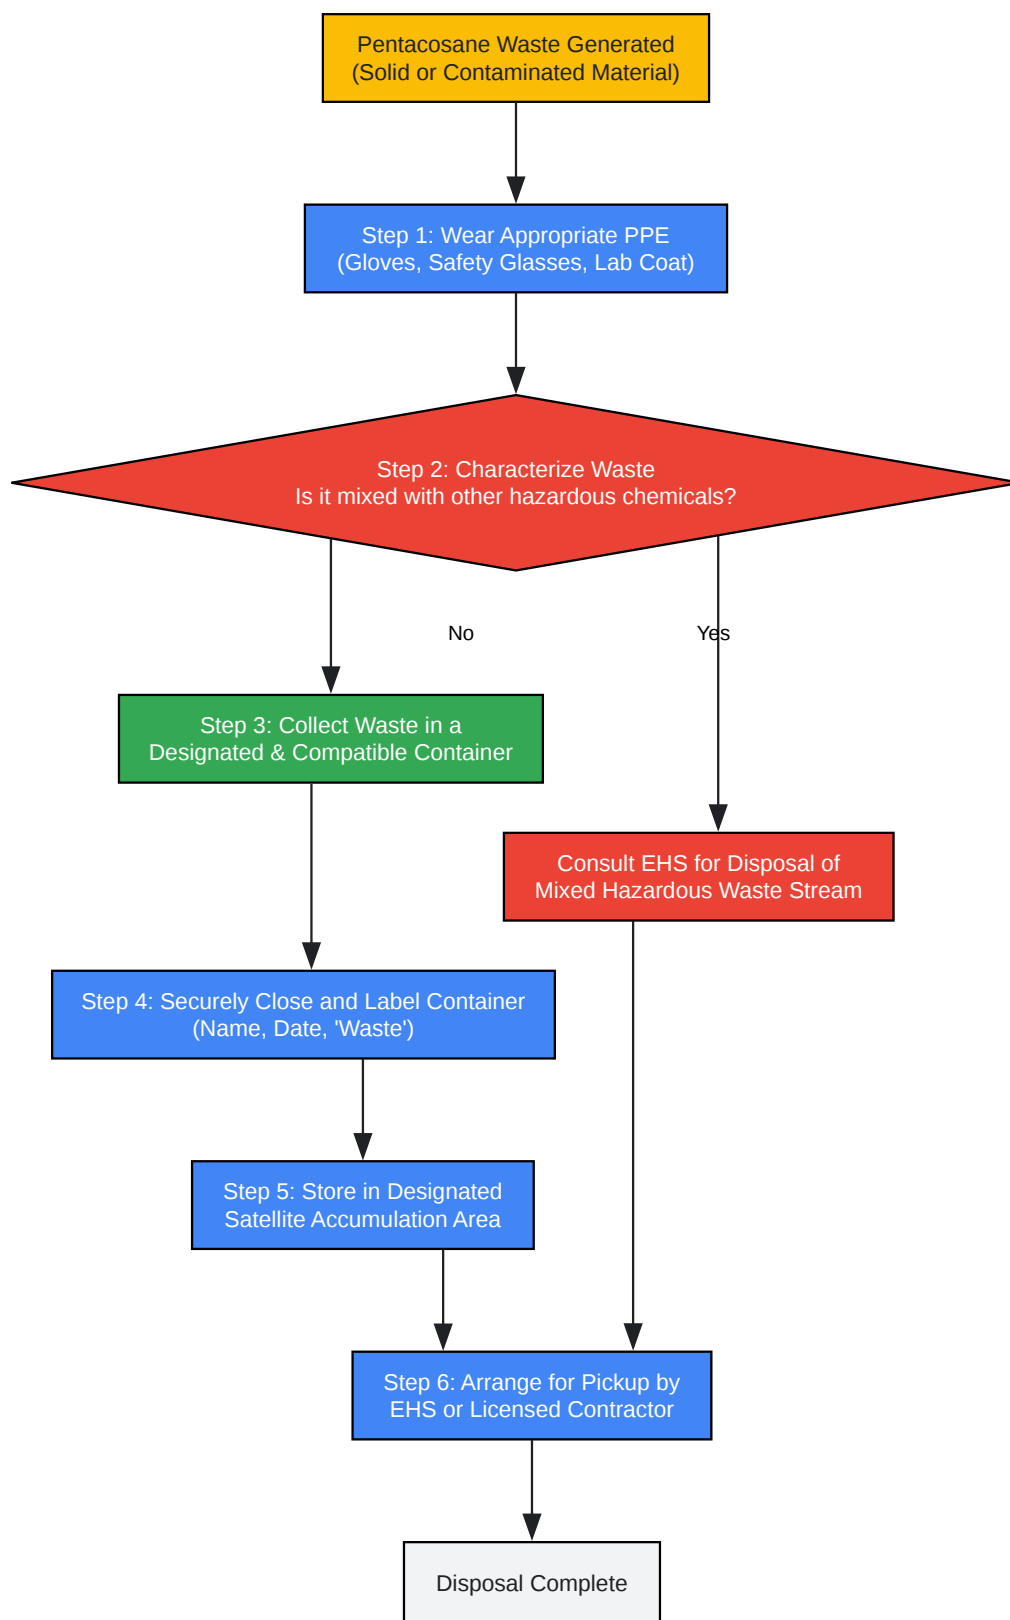 Pentacosane Waste Generated
(Solid or Contaminated Material)
Step 1: Wear Appropriate PPE
(Gloves, Safety Glasses, Lab Coat)
Step 2: Characterize Waste
Is it mixed with other hazardous chemicals?
No
Yes
Step 3: Collect Waste in a
Designated & Compatible Container
Consult EHS for Disposal of
Mixed Hazardous Waste Stream
Step 4: Securely Close and Label Container
(Name, Date, 'Waste')
Step 5: Store in Designated
Satellite Accumulation Area
Step 6: Arrange for Pickup by
EHS or Licensed Contractor
Disposal Complete